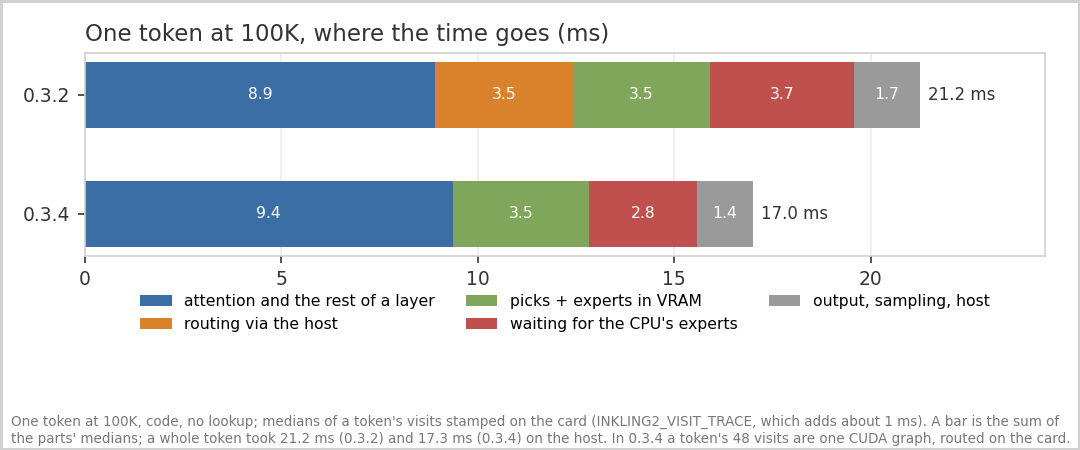 One token at 100K, where the time goes (ms)
0.3.2
8.9
3.5
3.5
3.7
1.7
21.2 ms
0.3.4
9.4
3.5
2.8
1.4
17.0 ms
0
5
10
15
20
attention and the rest of a layer
picks + experts in VRAM
output, sampling, host
routing via the host
waiting for the CPU's experts
One token at 100K, code, no lookup; medians of a token's visits stamped on the card (INKLING2_VISIT_TRACE, which adds about 1 ms). A bar is the sum of
the parts' medians; a whole token took 21.2 ms (0.3.2) and 17.3 ms (0.3.4) on the host. In 0.3.4 a token's 48 visits are one CUDA graph, routed on the card.